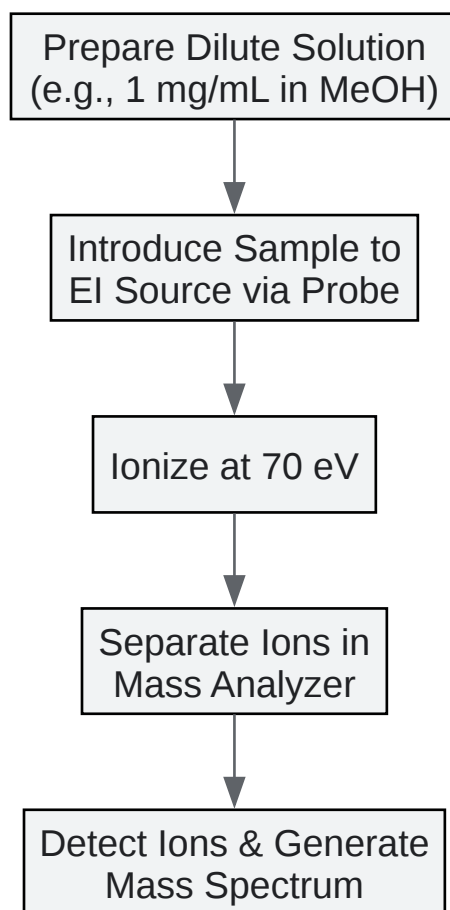 Prepare Dilute Solution
(e.g., 1 mg/mL in MeOH)
Introduce Sample to
EI Source via Probe
Ionize at 70 eV
Separate Ions in
Mass Analyzer
Detect Ions & Generate
Mass Spectrum